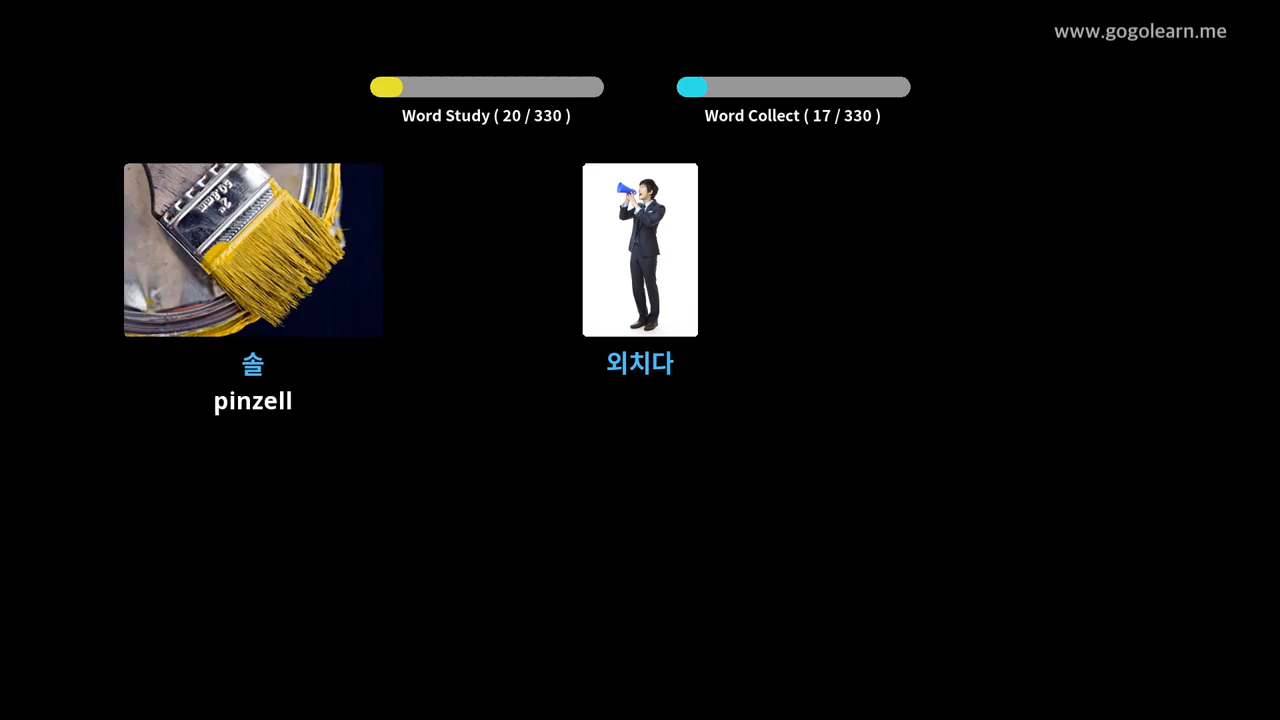 www.gogolearn.me
Word Study ( 20 / 330 )
Word Collect ( 17 / 330 )
솔
외치다
pinzell